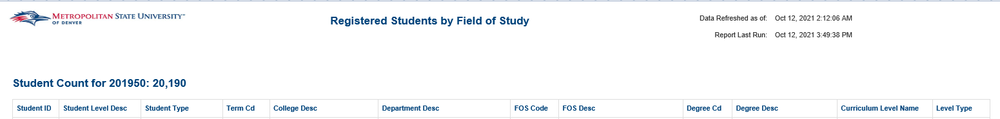 METROPOLITAN STATE UNIVERSITY℠
OF DENVER
Registered Students by Field of Study
Data Refreshed as of: Oct 12, 2021 2:12:06 AM
Report Last Run: Oct 12, 2021 3:49:38 PM
Student Count for 201950: 20,190
Student ID Student Level Desc Student Type Term Cd College Desc Department Desc FOS Code FOS Desc Degree Cd Degree Desc Curriculum Level Name Level Type